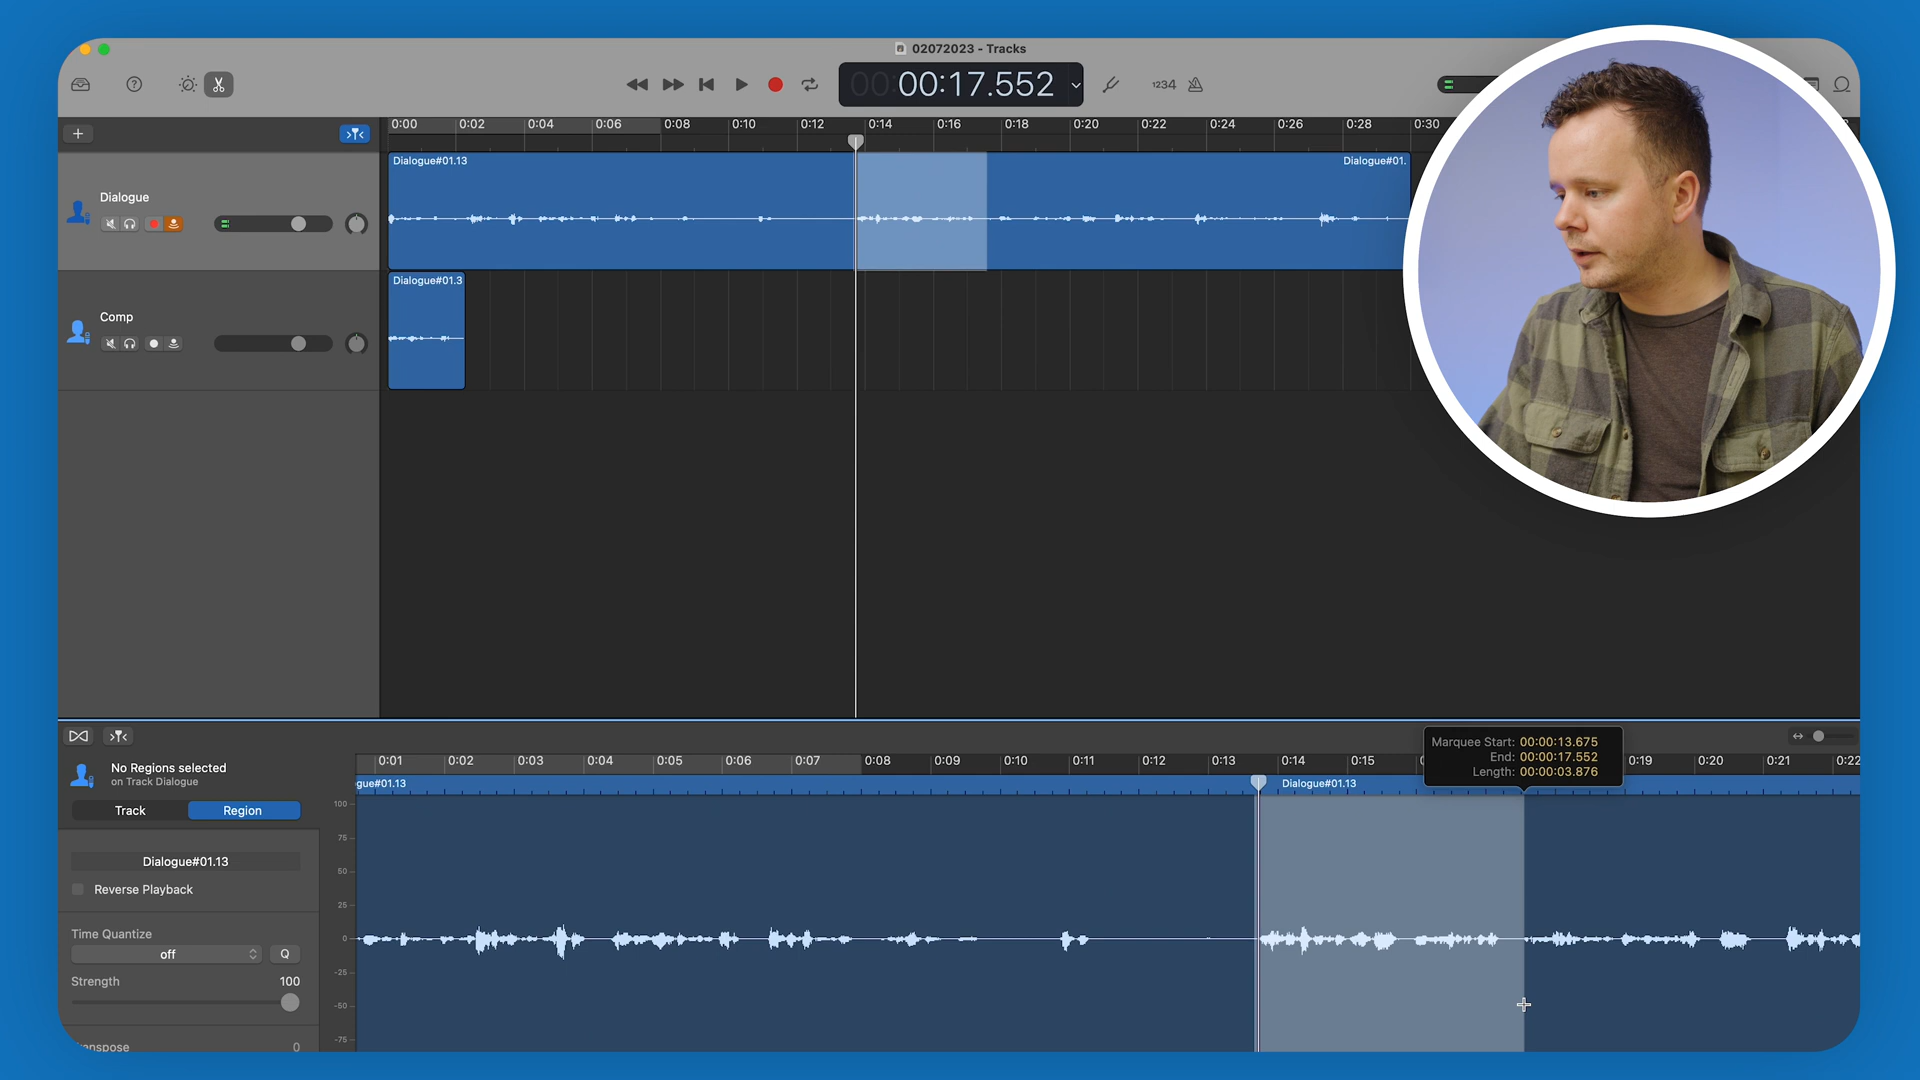 02072023 - Tracks
00:00:17.552
1234
0:00 0:02 0:04 0:06 0:08 0:10 0:12 0:14 0:16 0:18 0:20 0:22 0:24 0:26 0:28 0:30
Dialogue#01.13
Dialogue#01.
Dialogue
Dialogue#01.3
Comp
Marquee Start: 00:00:13.675
End: 00:00:17.552
Length: 00:00:03.876
0:01 0:02 0:03 0:04 0:05 0:06 0:07 0:08 0:09 0:10 0:11 0:12 0:13 0:14 0:15 0:19 0:20 0:21 0:22
No Regions selected
on Track Dialogue
gue#01.13
Dialogue#01.13
Track
Region
100
75
50
25
0
-25
-50
-75
Dialogue#01.13
Reverse Playback
Time Quantize
off
Q
Strength
100
anspose
0